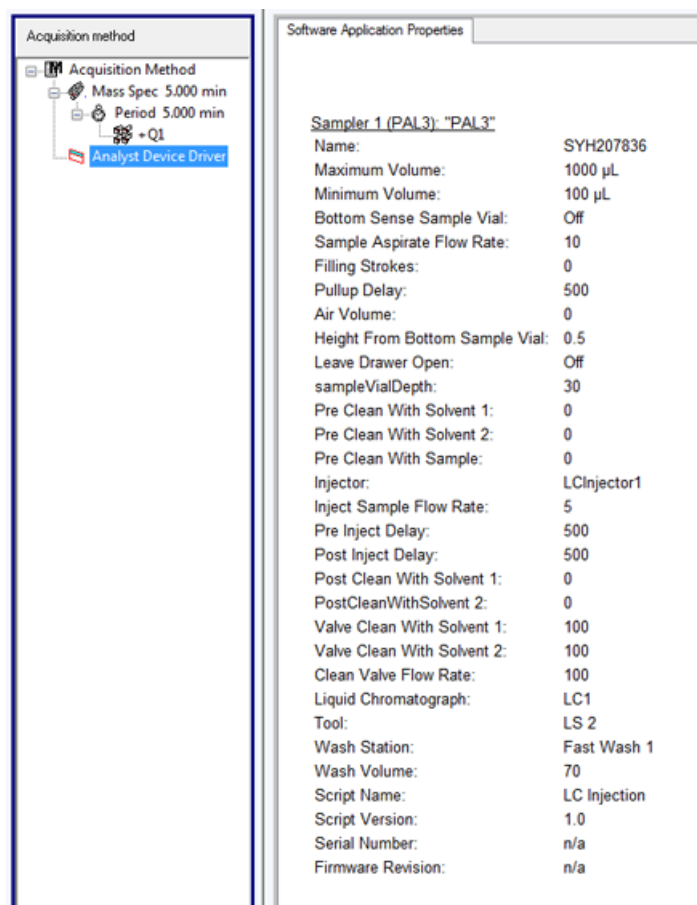 Acquisition method
Acquisition Method
Mass Spec 5.000 min
Period 5.000 min
+Q1
Analyst Device Driver
Software Application Properties
Sampler 1 (PAL3): "PAL3"
Name: SYH207836
Maximum Volume: 1000 µL
Minimum Volume: 100 µL
Bottom Sense Sample Vial: Off
Sample Aspirate Flow Rate: 10
Filling Strokes: 0
Pullup Delay: 500
Air Volume: 0
Height From Bottom Sample Vial: 0.5
Leave Drawer Open: Off
sampleVialDepth: 30
Pre Clean With Solvent 1: 0
Pre Clean With Solvent 2: 0
Pre Clean With Sample: 0
Injector: LCInjector1
Inject Sample Flow Rate: 5
Pre Inject Delay: 500
Post Inject Delay: 500
Post Clean With Solvent 1: 0
PostCleanWithSolvent 2: 0
Valve Clean With Solvent 1: 100
Valve Clean With Solvent 2: 100
Clean Valve Flow Rate: 100
Liquid Chromatograph: LC1
Tool: LS 2
Wash Station: Fast Wash 1
Wash Volume: 70
Script Name: LC Injection
Script Version: 1.0
Serial Number: n/a
Firmware Revision: n/a